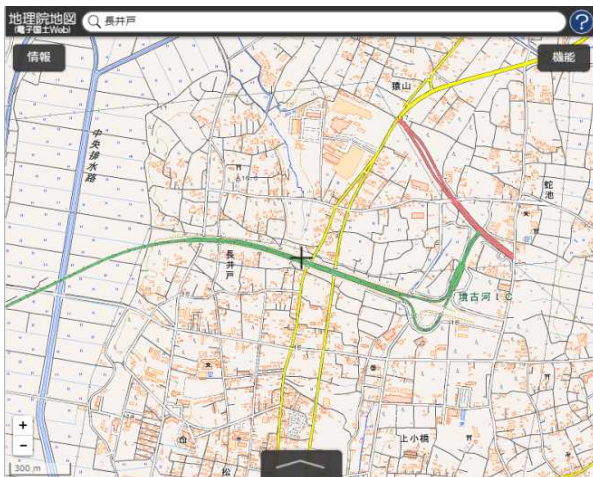 地理院地図
(電子国土Web)
長井戸
?
情報
機能
猿山
中央排水路
蛇池
長井戸
境古河IC
上小橋
松
+
−
300 m